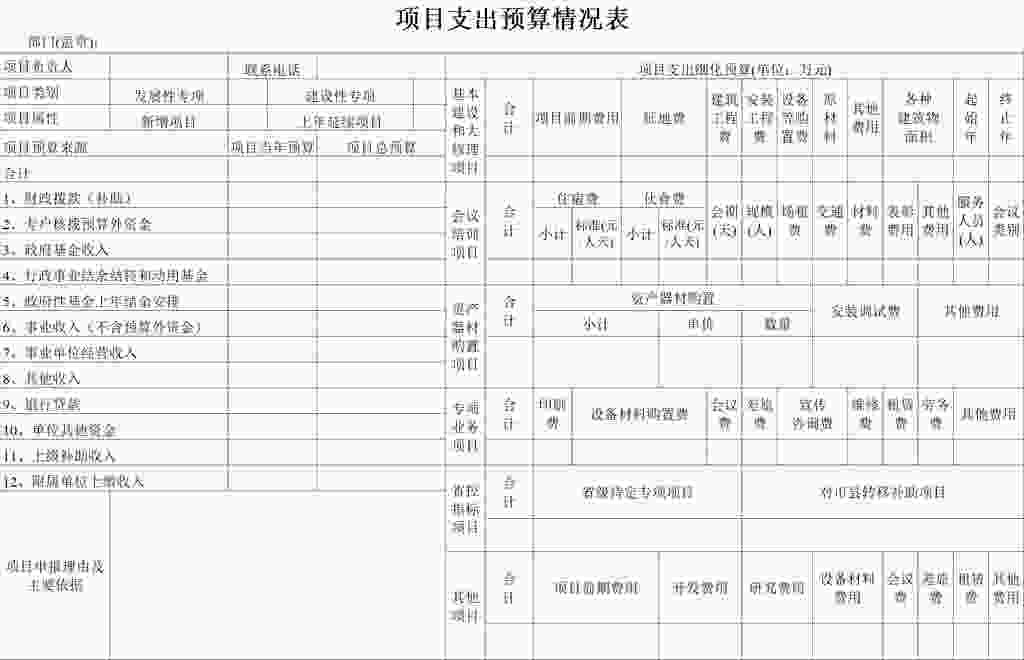 项目支出预算情况表
部门(盖章):
项目负责人 联系电话
项目支出细化预算(单位:万元)
项目类别 发展性专项 建设性专项
项目属性 新增项目 上年延续项目
项目预算来源 项目当年预算 项目总预算
合计
1、财政拨款(补助)
2、专户核拨预算外资金
3、政府基金收入
4、行政事业结余结转和动用基金
5、政府性基金上年结余安排
6、事业收入(不含预算外资金)
7、事业单位经营收入
8、其他收入
9、银行贷款
10、单位其他资金
11、上级补助收入
12、附属单位上缴收入
项目申报理由及
主要依据
基本
建设
和大
修理
项目
合
计
项目前期费用
征地费
建筑
工程
费
安装
工程
费
设备
等购
置费
原
材
料
其他
费用
各种
建筑物
面积
起
始
年
终
止
年
会议
培训
项目
合
计
住宿费
小计
标准(元
/人天)
伙食费
小计
标准(元
/人天)
会期
(天)
规模
(人)
场租
费
交通
费
材料
费
表彰
费用
其他
费用
服务
人员
(人)
会议
类别
资产
器材
购置
项目
合
计
资产器材购置
小计 单价 数量
安装调试费
其他费用
专项
业务
项目
合
计
印刷
费
设备材料购置费
会议
费
差旅
费
宣传
咨询费
维修
费
租赁
费
劳务
费
其他费用
省控
指标
项目
合
计
省级待定专项项目
对市县转移补助项目
其他
项目
合
计
项目前期费用
开发费用
研究费用
设备材料
费用
会议
费
差旅
费
租赁
费
其他
费用